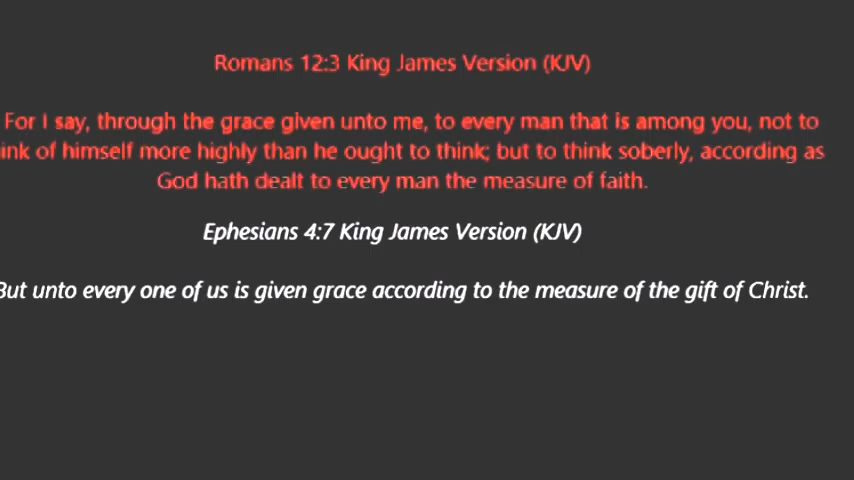 Romans 12:3 King James Version (KJV)
For I say, through the grace given unto me, to every man that is among you, not to
ink of himself more highly than he ought to think; but to think soberly, according as
God hath dealt to every man the measure of faith.
Ephesians 4:7 King James Version (KJV)
But unto every one of us is given grace according to the measure of the gift of Christ.